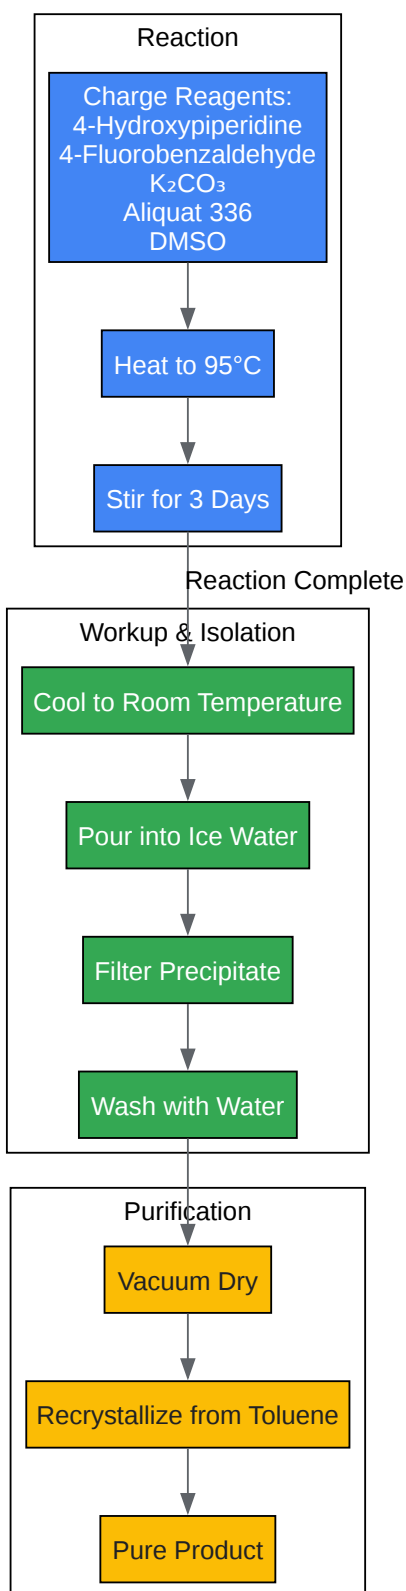 Reaction
Charge Reagents:
4-Hydroxypiperidine
4-Fluorobenzaldehyde
K₂CO₃
Aliquat 336
DMSO
Heat to 95°C
Stir for 3 Days
Reaction Complete
Workup & Isolation
Cool to Room Temperature
Pour into Ice Water
Filter Precipitate
Wash with Water
Purification
Vacuum Dry
Recrystallize from Toluene
Pure Product